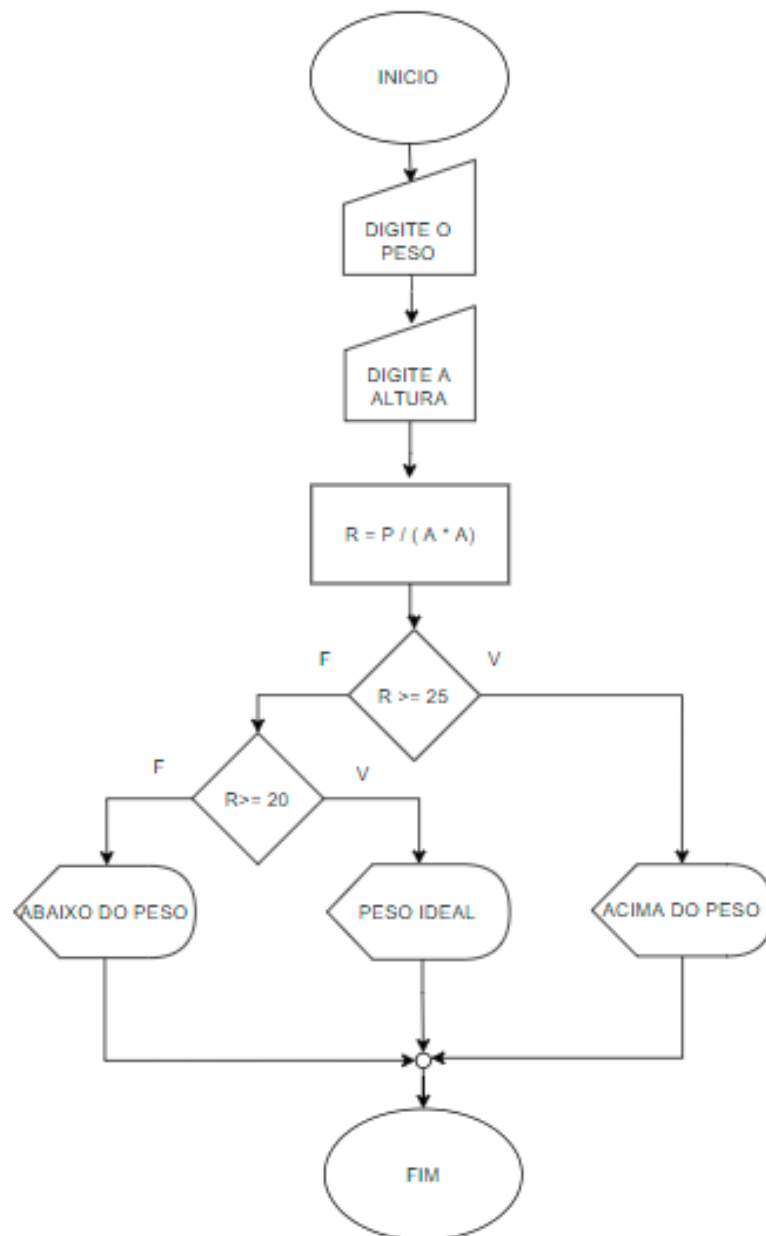 INICIO
DIGITE O
PESO
DIGITE A
ALTURA
R = P / ( A * A)
F
V
R >= 25
F
V
R>= 20
ABAIXO DO PESO
PESO IDEAL
ACIMA DO PESO
FIM